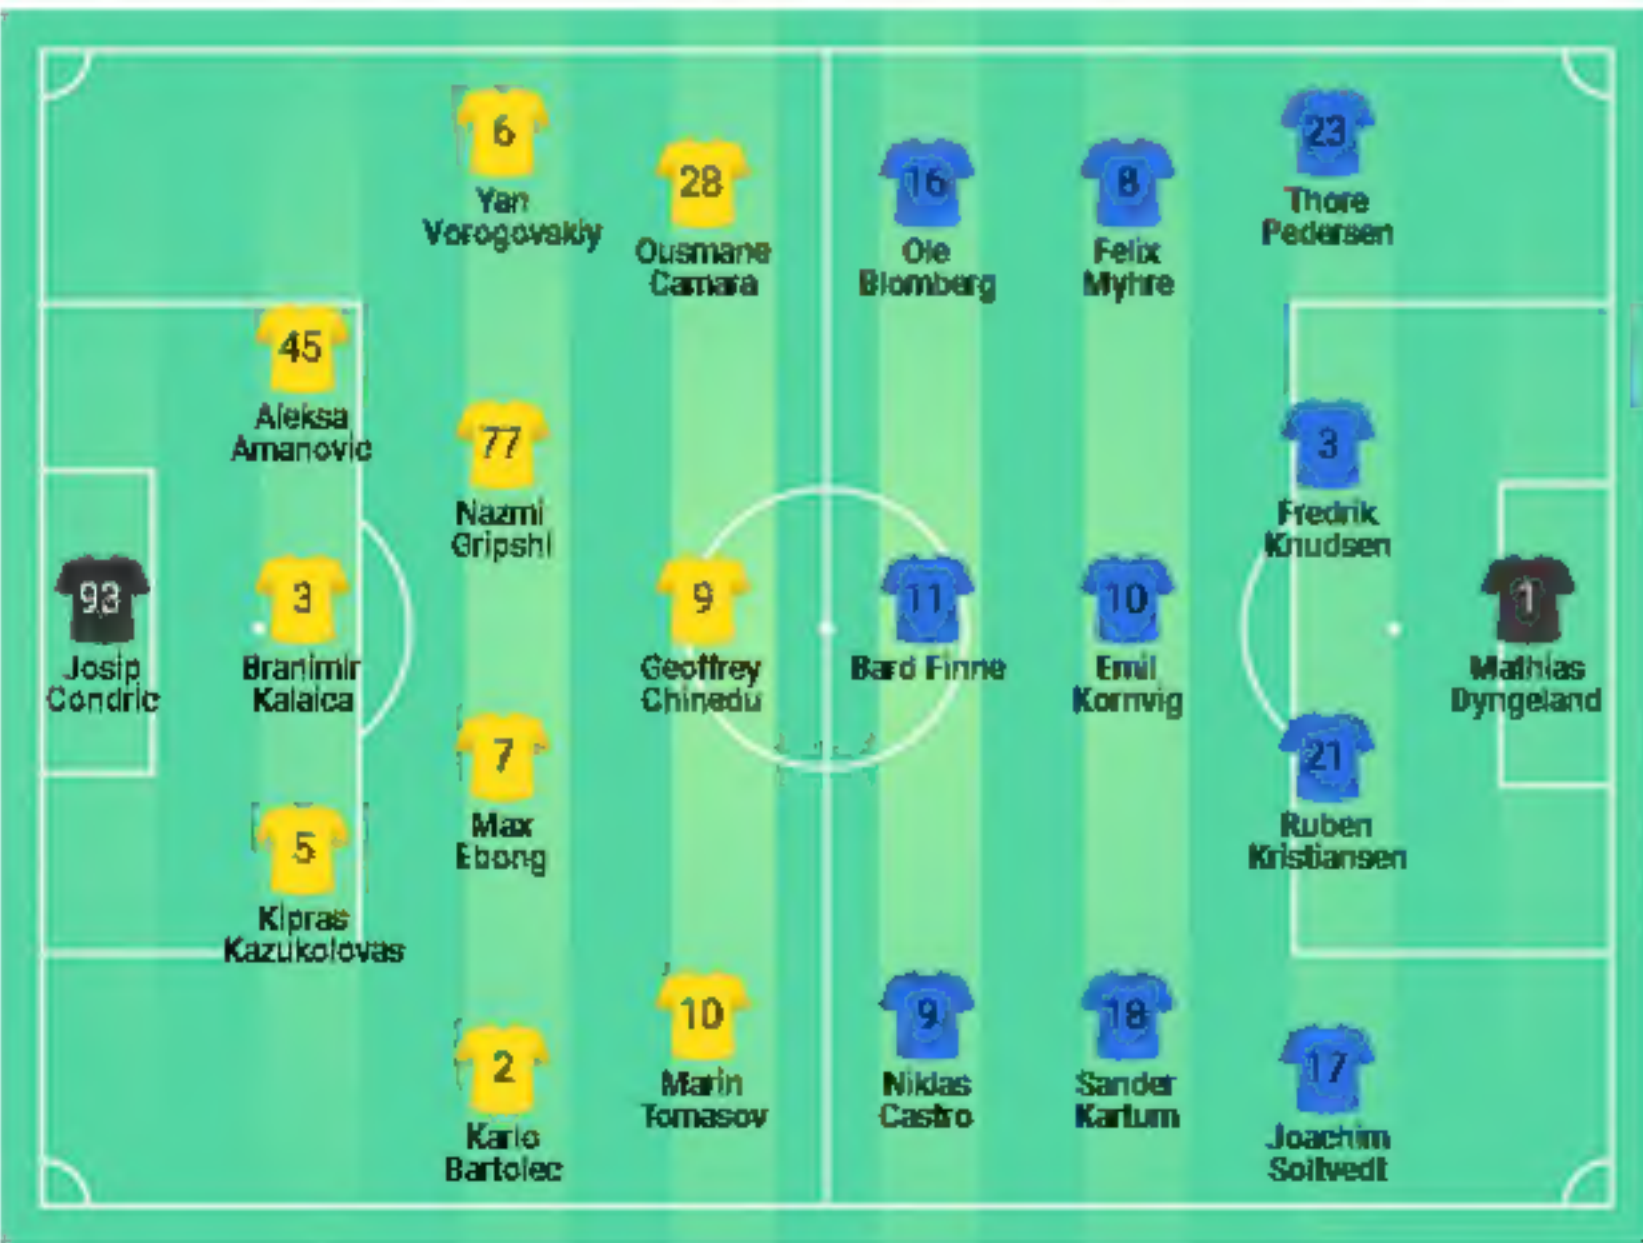 6
Yan
Vorogovskiy
28
Ousmane
Camara
16
Ole
Blomberg
8
Felix
Myhre
23
Thore
Pedersen
45
Aleksa
Amanovic
77
Nazmi
Gripshi
3
Fredrik
Knudsen
93
Josip
Condric
3
Branimir
Kalaica
9
Geoffrey
Chinedu
11
Bard Finne
10
Emil
Kornvig
1
Mathias
Dyngeland
7
Max
Ebong
21
Ruben
Kristiansen
5
Kipras
Kazukolovas
10
Marin
Tomasov
9
Niklas
Castro
18
Sander
Kartum
2
Karlo
Bartolec
17
Joachim
Soltvedt